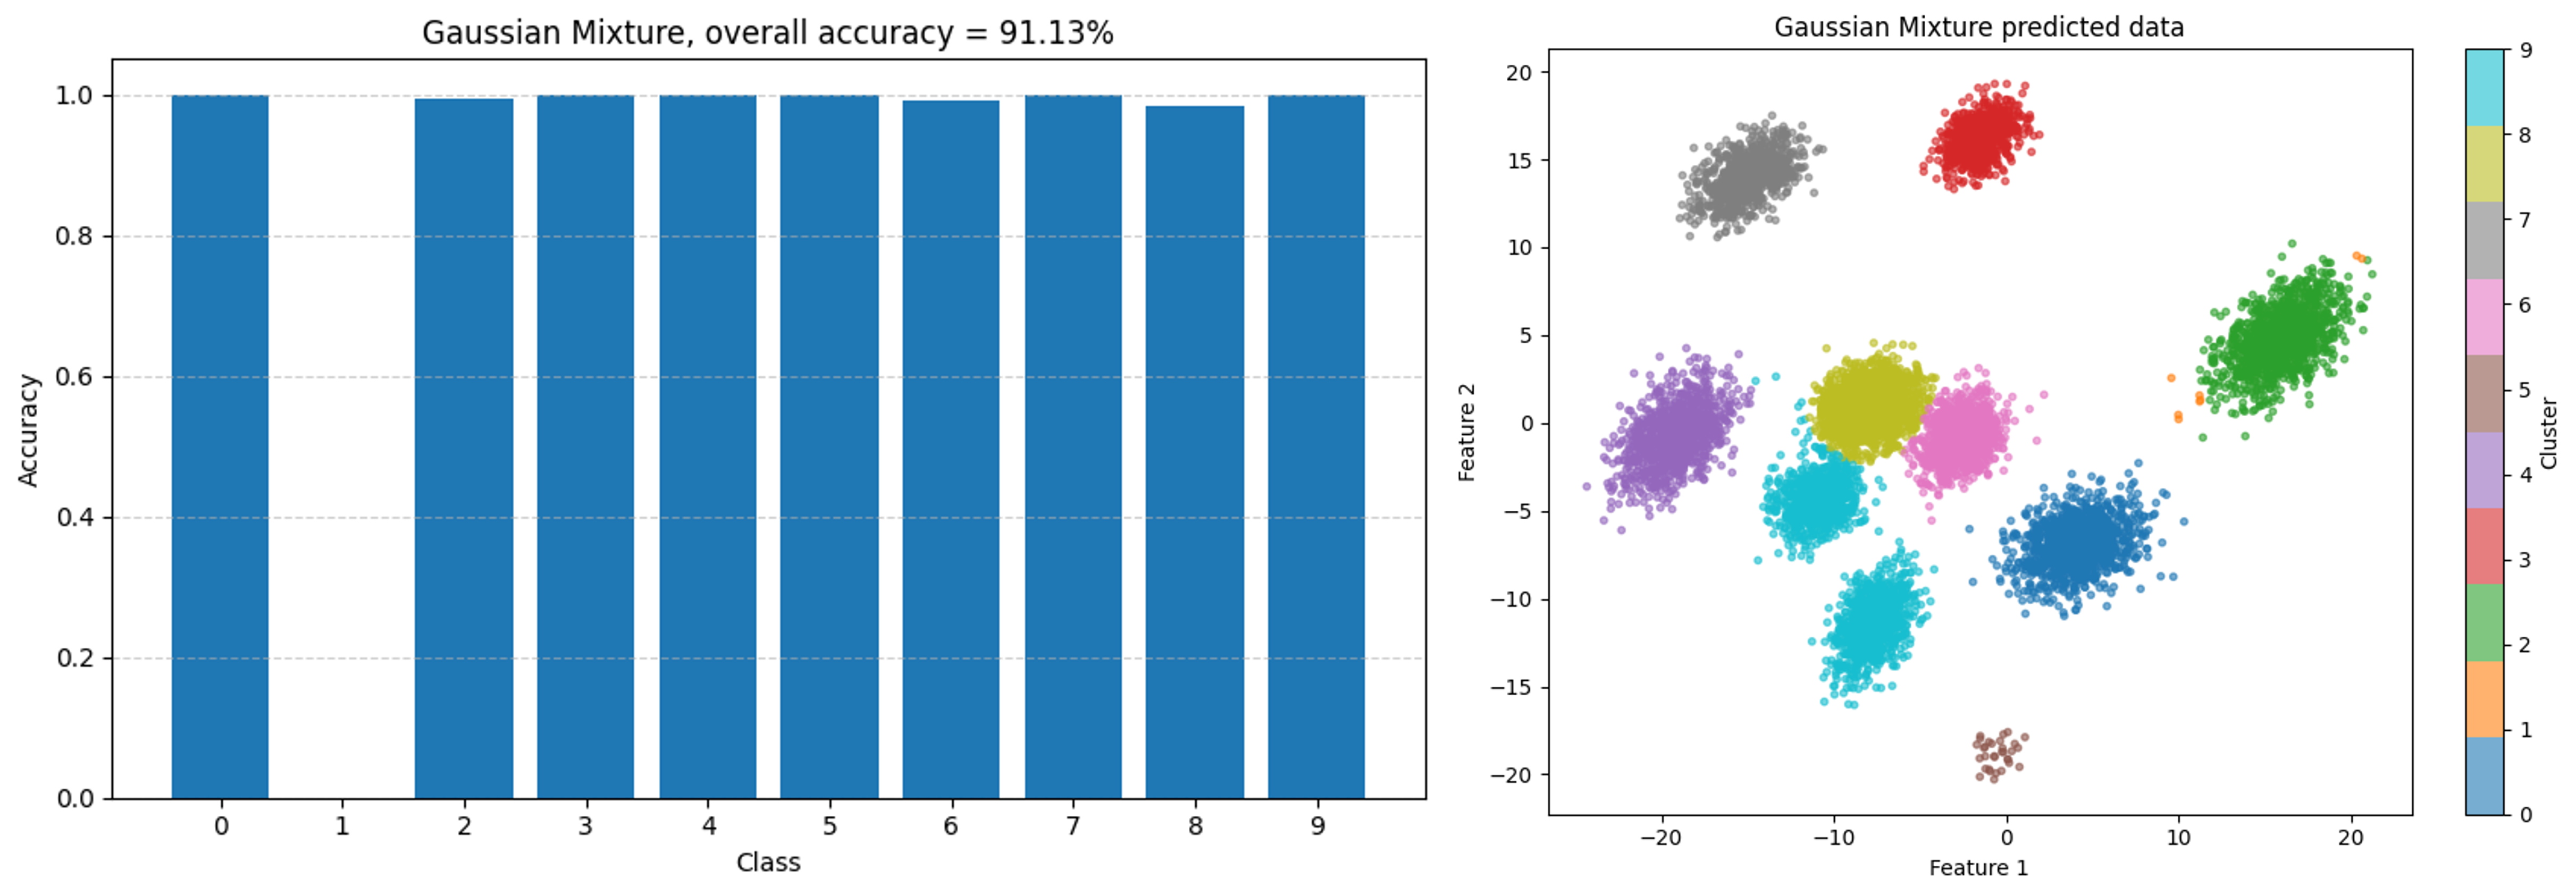 Gaussian Mixture, overall accuracy = 91.13%
1.0
0.8
0.6
0.4
0.2
0.0
Accuracy
0 1 2 3 4 5 6 7 8 9
Class
Gaussian Mixture predicted data
20
15
10
5
0
−5
−10
−15
−20
Feature 2
−20 −10 0 10 20
Feature 1
9
8
7
6
5
4
3
2
1
0
Cluster